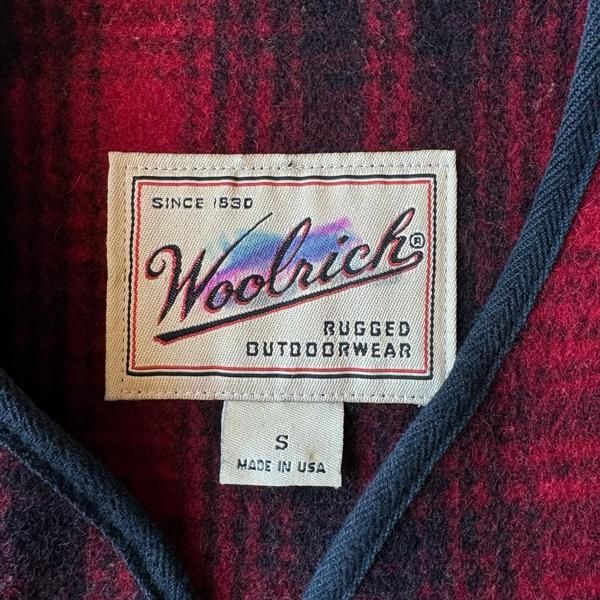 SINCE 1830
Woolrich®
RUGGED
OUTDOORWEAR
S
MADE IN USA